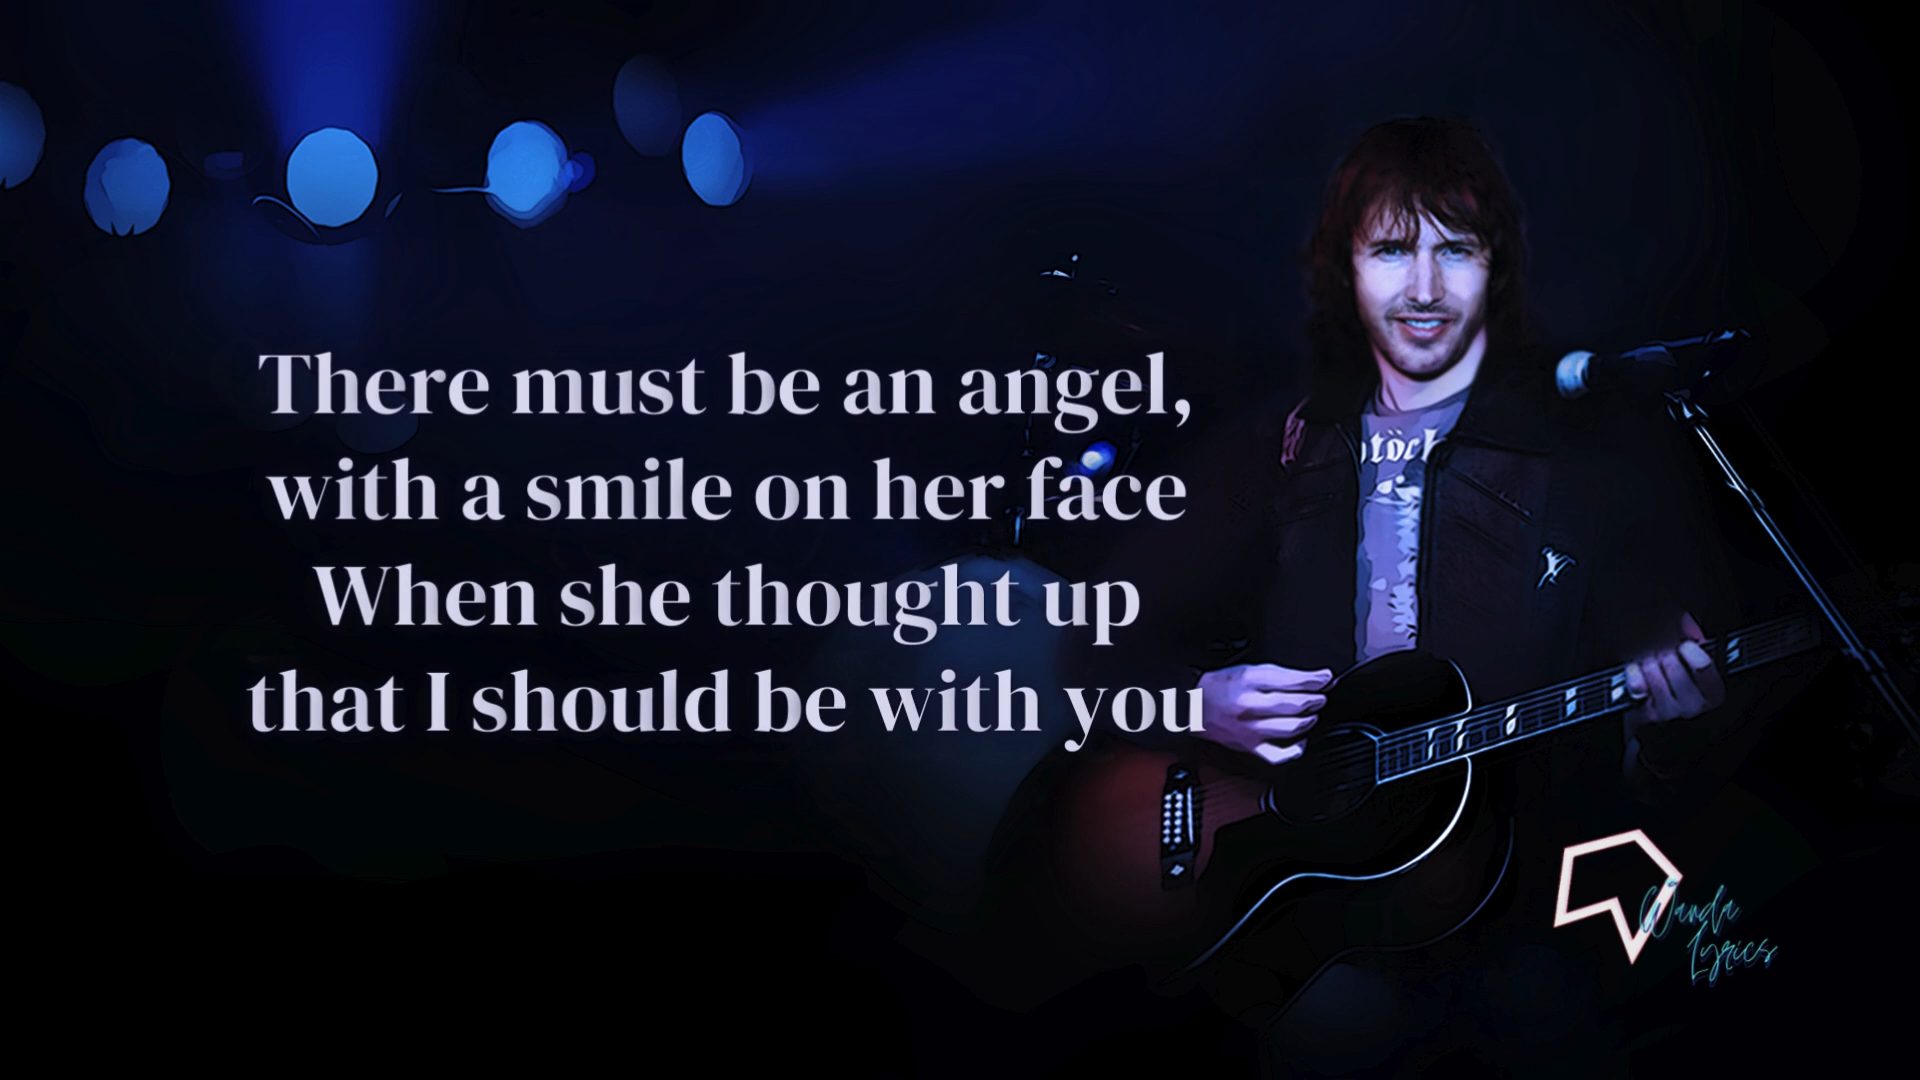 There must be an angel,
with a smile on her face
When she thought up
that I should be with you
töc
Wanda
Lyrics